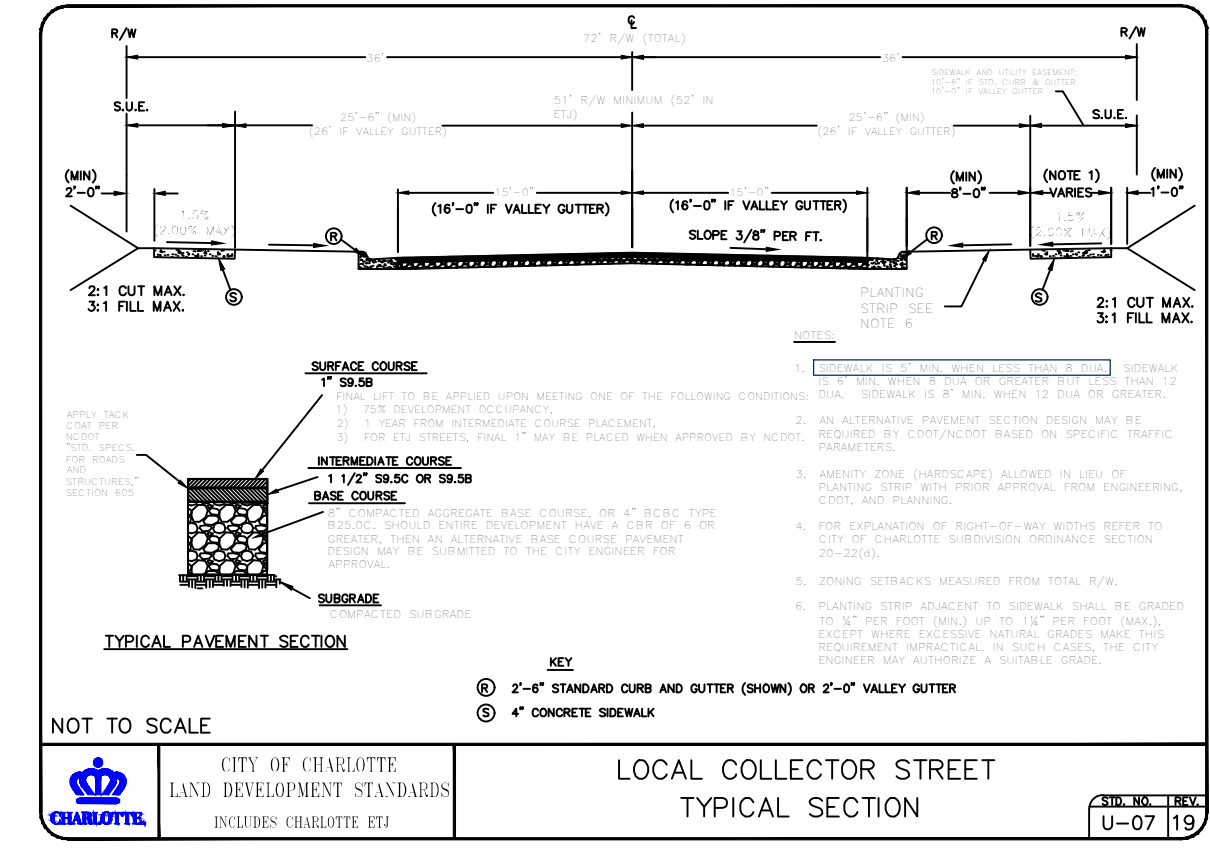 R/W
℄
R/W
72' R/W (TOTAL)
36'
36'
SIDEWALK AND UTILITY EASEMENT:
10'-6" IF STD. CURB & GUTTER
10'-0" IF VALLEY GUTTER
S.U.E.
51' R/W MINIMUM (52' IN
ETJ)
S.U.E.
25'-6" (MIN)
(26' IF VALLEY GUTTER)
25'-6" (MIN)
(26' IF VALLEY GUTTER)
(MIN)
2'-0"
15'-0"
(16'-0" IF VALLEY GUTTER)
15'-0"
(16'-0" IF VALLEY GUTTER)
(MIN)
8'-0"
(NOTE 1)
VARIES
(MIN)
1'-0"
1.5%
(2.00% MAX)
R
SLOPE 3/8" PER FT.
R
1.5%
(2.00% MAX)
2:1 CUT MAX.
3:1 FILL MAX.
S
PLANTING
STRIP SEE
NOTE 6
S
2:1 CUT MAX.
3:1 FILL MAX.
SURFACE COURSE
1" S9.5B
FINAL LIFT TO BE APPLIED UPON MEETING ONE OF THE FOLLOWING CONDITIONS:
1) 75% DEVELOPMENT OCCUPANCY,
2) 1 YEAR FROM INTERMEDIATE COURSE PLACEMENT,
3) FOR ETJ STREETS, FINAL 1" MAY BE PLACED WHEN APPROVED BY NCDOT.
APPLY TACK
COAT PER
NCDOT
"STD. SPECS.
FOR ROADS
AND
STRUCTURES,"
SECTION 605
INTERMEDIATE COURSE
1 1/2" S9.5C OR S9.5B
BASE COURSE
8" COMPACTED AGGREGATE BASE COURSE, OR 4" BCBC TYPE
B25.0C. SHOULD ENTIRE DEVELOPMENT HAVE A CBR OF 6 OR
GREATER, THEN AN ALTERNATIVE BASE COURSE PAVEMENT
DESIGN MAY BE SUBMITTED TO THE CITY ENGINEER FOR
APPROVAL.
SUBGRADE
COMPACTED SUBGRADE
TYPICAL PAVEMENT SECTION
NOTES:
1. SIDEWALK IS 5' MIN. WHEN LESS THAN 8 DUA. SIDEWALK
IS 6' MIN. WHEN 8 DUA OR GREATER BUT LESS THAN 12
DUA. SIDEWALK IS 8' MIN. WHEN 12 DUA OR GREATER.
2. AN ALTERNATIVE PAVEMENT SECTION DESIGN MAY BE
REQUIRED BY CDOT/NCDOT BASED ON SPECIFIC TRAFFIC
PARAMETERS.
3. AMENITY ZONE (HARDSCAPE) ALLOWED IN LIEU OF
PLANTING STRIP WITH PRIOR APPROVAL FROM ENGINEERING,
CDOT, AND PLANNING.
4. FOR EXPLANATION OF RIGHT-OF-WAY WIDTHS REFER TO
CITY OF CHARLOTTE SUBDIVISION ORDINANCE SECTION
20-22(d).
5. ZONING SETBACKS MEASURED FROM TOTAL R/W.
6. PLANTING STRIP ADJACENT TO SIDEWALK SHALL BE GRADED
TO ¼" PER FOOT (MIN.) UP TO 1¼" PER FOOT (MAX.),
EXCEPT WHERE EXCESSIVE NATURAL GRADES MAKE THIS
REQUIREMENT IMPRACTICAL. IN SUCH CASES, THE CITY
ENGINEER MAY AUTHORIZE A SUITABLE GRADE.
KEY
R 2'-6" STANDARD CURB AND GUTTER (SHOWN) OR 2'-0" VALLEY GUTTER
S 4" CONCRETE SIDEWALK
NOT TO SCALE
CHARLOTTE.
CITY OF CHARLOTTE
LAND DEVELOPMENT STANDARDS
INCLUDES CHARLOTTE ETJ
LOCAL COLLECTOR STREET
TYPICAL SECTION
STD. NO. REV.
U-07 19